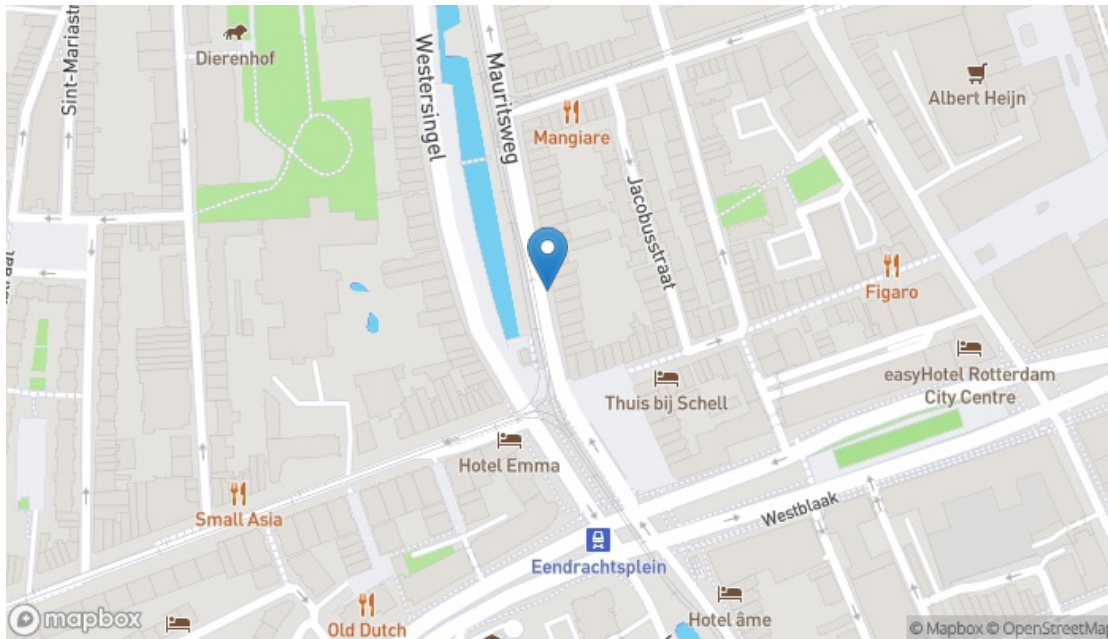 Sint-Mariastr
Dierenhof
Westersingel
Mauritsweg
Mangiare
Albert Heijn
Jacobusstraat
Figaro
easyHotel Rotterdam
City Centre
Thuis bij Schell
Hotel Emma
Small Asia
Westblaak
Eendrachtsplein
Hotel âme
Old Dutch
mapbox
© Mapbox © OpenStreetMap